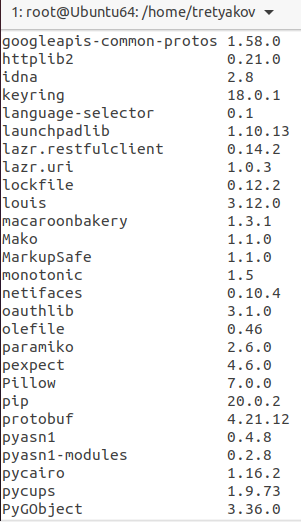 1: root@Ubuntu64: /home/tretyakov
googleapis-common-protos 1.58.0
httplib2 0.21.0
idna 2.8
keyring 18.0.1
language-selector 0.1
launchpadlib 1.10.13
lazr.restfulclient 0.14.2
lazr.uri 1.0.3
lockfile 0.12.2
louis 3.12.0
macaroonbakery 1.3.1
Mako 1.1.0
MarkupSafe 1.1.0
monotonic 1.5
netifaces 0.10.4
oauthlib 3.1.0
olefile 0.46
paramiko 2.6.0
pexpect 4.6.0
Pillow 7.0.0
pip 20.0.2
protobuf 4.21.12
pyasn1 0.4.8
pyasn1-modules 0.2.8
pycairo 1.16.2
pycups 1.9.73
PyGObject 3.36.0